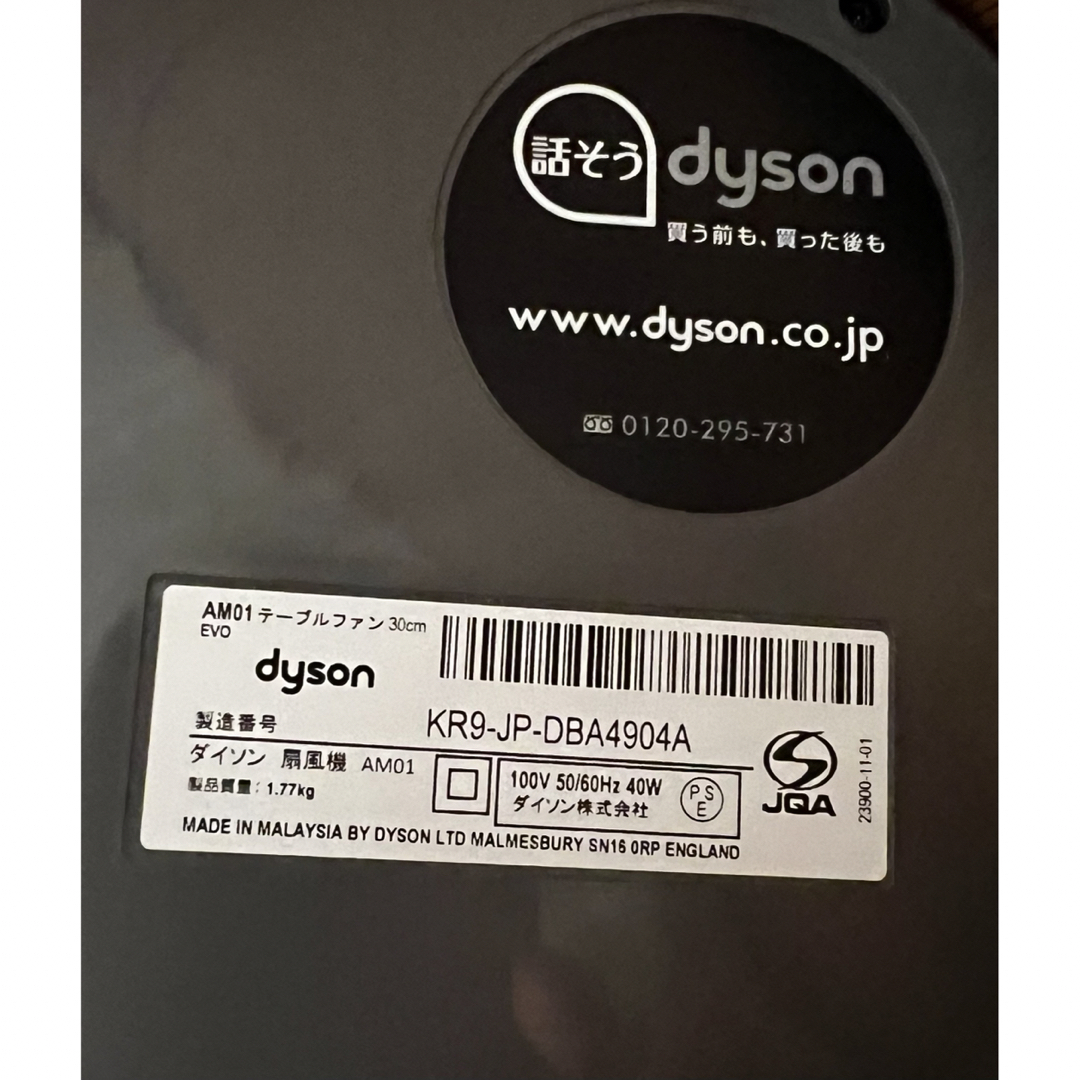 話そう dyson
買う前も、買った後も
www.dyson.co.jp
0120-295-731
AM01 テーブルファン 30cm
EVO
dyson
製造番号 KR9-JP-DBA4904A
ダイソン 扇風機 AM01
製品質量：1.77kg
100V 50/60Hz 40W
ダイソン株式会社
PSE
JQA
23900-11-01
MADE IN MALAYSIA BY DYSON LTD MALMESBURY SN16 0RP ENGLAND